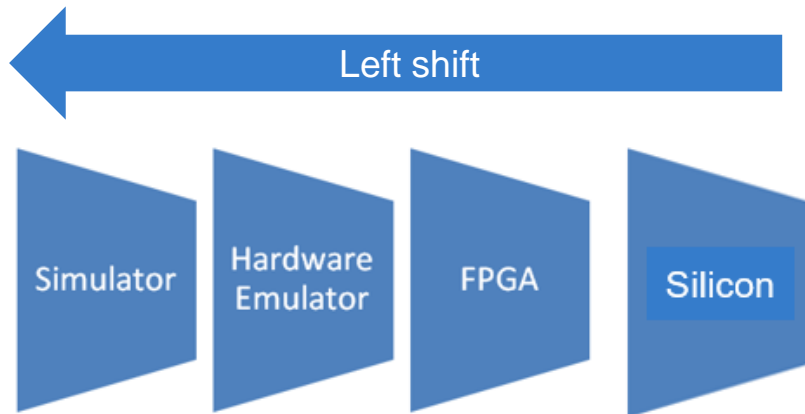 Left shift
Simulator
Hardware
Emulator
FPGA
Silicon